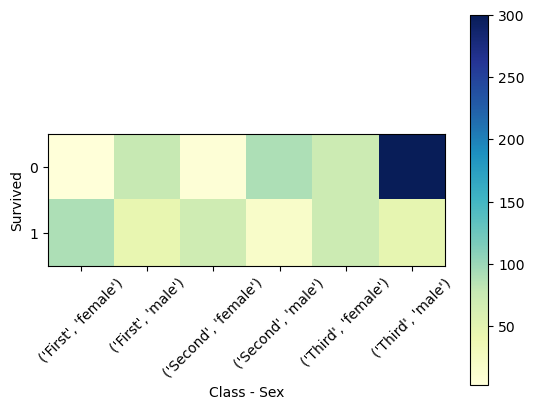 300
250
200
150
100
50
Survived
0
1
('First', 'female')
('First', 'male')
('Second', 'female')
('Second', 'male')
('Third', 'female')
('Third', 'male')
Class - Sex